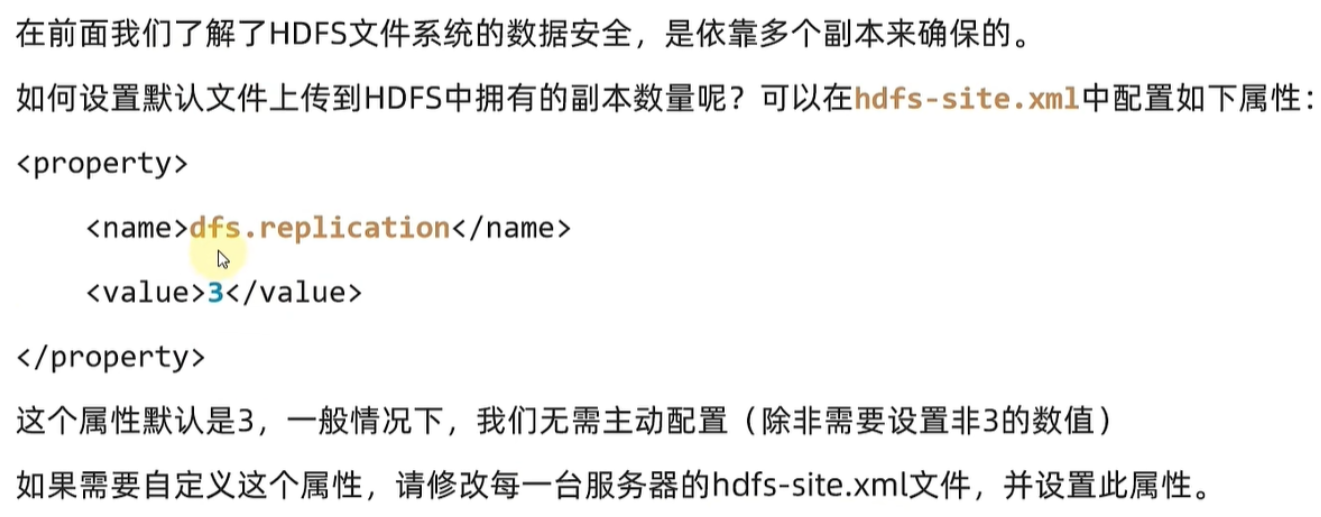 在前面我们了解了HDFS文件系统的数据安全，是依靠多个副本来确保的。
如何设置默认文件上传到HDFS中拥有的副本数量呢？可以在hdfs-site.xml中配置如下属性：
<property>
    <name>dfs.replication</name>
    <value>3</value>
</property>
这个属性默认是3，一般情况下，我们无需主动配置（除非需要设置非3的数值）
如果需要自定义这个属性，请修改每一台服务器的hdfs-site.xml文件，并设置此属性。